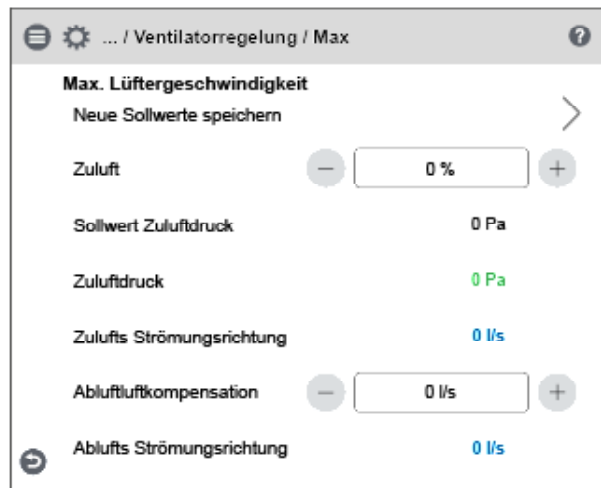 ... / Ventilatorregelung / Max ?
Max. Lüftergeschwindigkeit
Neue Sollwerte speichern
Zuluft − 0 % +
Sollwert Zuluftdruck 0 Pa
Zuluftdruck 0 Pa
Zulufts Strömungsrichtung 0 l/s
Abluftluftkompensation − 0 l/s +
Ablufts Strömungsrichtung 0 l/s